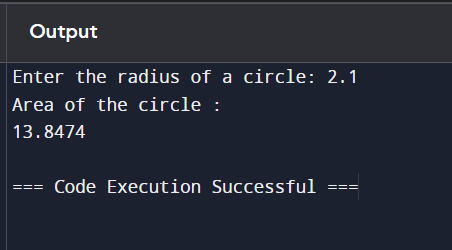 Output
Enter the radius of a circle: 2.1
Area of the circle :
13.8474
=== Code Execution Successful ===